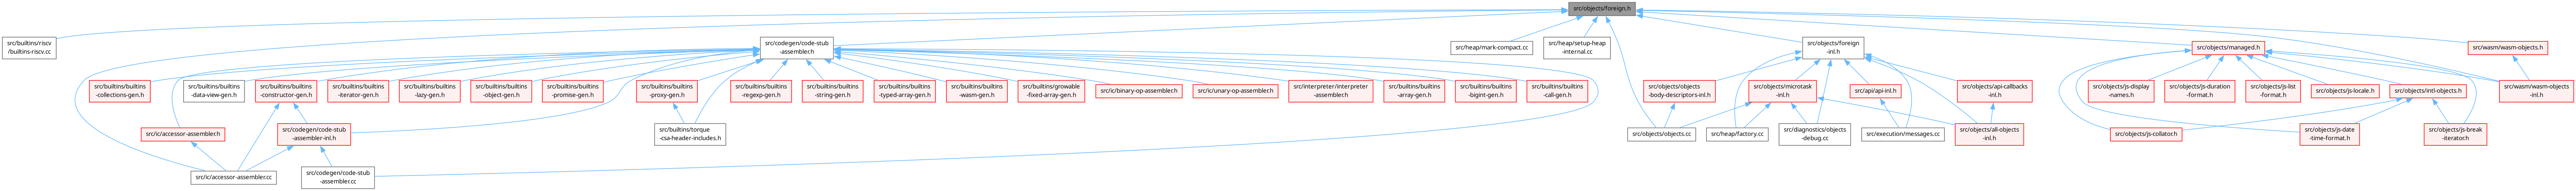 src/objects/foreign.h
src/builtins/riscv
/builtins-riscv.cc
src/codegen/code-stub
-assembler.h
src/heap/mark-compact.cc
src/heap/setup-heap
-internal.cc
src/objects/foreign
-inl.h
src/objects/managed.h
src/wasm/wasm-objects.h
src/builtins/builtins
-collections-gen.h
src/builtins/builtins
-data-view-gen.h
src/builtins/builtins
-constructor-gen.h
src/builtins/builtins
-iterator-gen.h
src/builtins/builtins
-lazy-gen.h
src/builtins/builtins
-object-gen.h
src/builtins/builtins
-promise-gen.h
src/builtins/builtins
-proxy-gen.h
src/builtins/builtins
-regexp-gen.h
src/builtins/builtins
-string-gen.h
src/builtins/builtins
-typed-array-gen.h
src/builtins/builtins
-wasm-gen.h
src/builtins/growable
-fixed-array-gen.h
src/ic/binary-op-assembler.h
src/ic/unary-op-assembler.h
src/interpreter/interpreter
-assembler.h
src/builtins/builtins
-array-gen.h
src/builtins/builtins
-bigint-gen.h
src/builtins/builtins
-call-gen.h
src/objects/objects
-body-descriptors-inl.h
src/objects/microtask
-inl.h
src/api/api-inl.h
src/objects/api-callbacks
-inl.h
src/objects/js-display
-names.h
src/objects/js-duration
-format.h
src/objects/js-list
-format.h
src/objects/js-locale.h
src/objects/intl-objects.h
src/wasm/wasm-objects
-inl.h
src/ic/accessor-assembler.h
src/codegen/code-stub
-assembler-inl.h
src/builtins/torque
-csa-header-includes.h
src/objects/objects.cc
src/heap/factory.cc
src/diagnostics/objects
-debug.cc
src/execution/messages.cc
src/objects/all-objects
-inl.h
src/objects/js-collator.h
src/objects/js-date
-time-format.h
src/objects/js-break
-iterator.h
src/ic/accessor-assembler.cc
src/codegen/code-stub
-assembler.cc